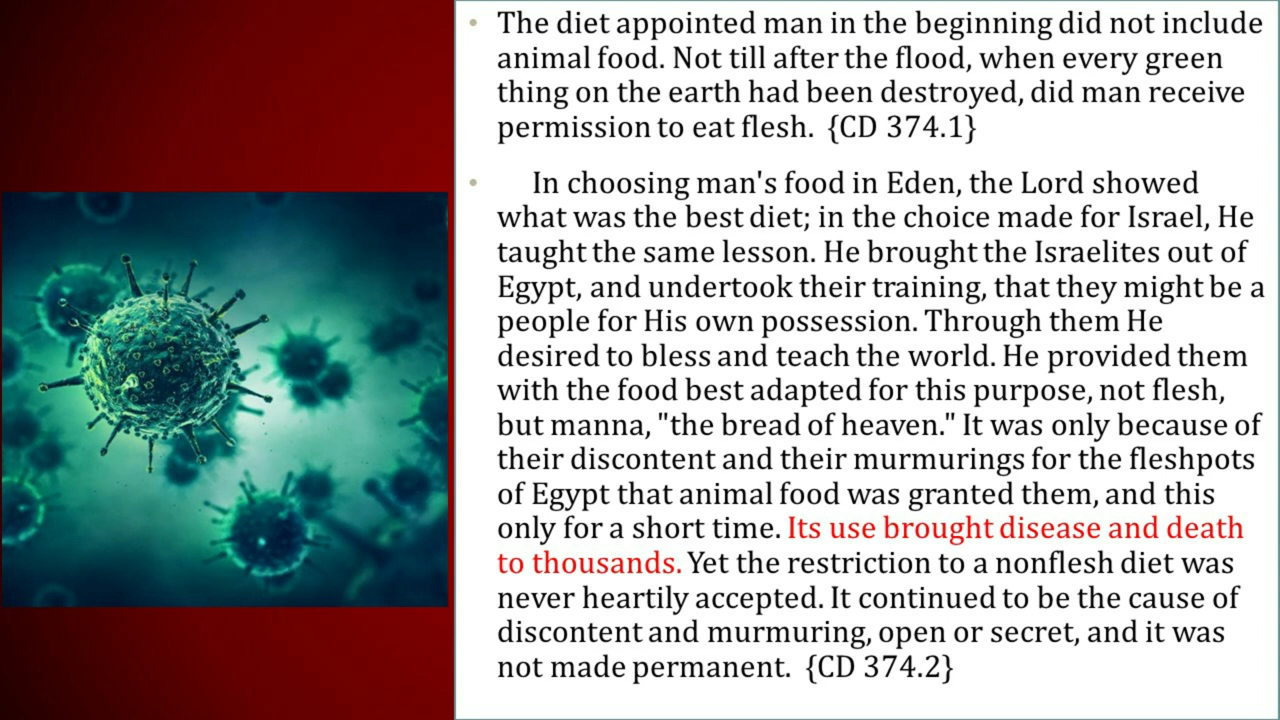 The diet appointed man in the beginning did not include
animal food. Not till after the flood, when every green
thing on the earth had been destroyed, did man receive
permission to eat flesh. {CD 374.1}
In choosing man's food in Eden, the Lord showed
what was the best diet; in the choice made for Israel, He
taught the same lesson. He brought the Israelites out of
Egypt, and undertook their training, that they might be a
people for His own possession. Through them He
desired to bless and teach the world. He provided them
with the food best adapted for this purpose, not flesh,
but manna, "the bread of heaven." It was only because of
their discontent and their murmurings for the fleshpots
of Egypt that animal food was granted them, and this
only for a short time. Its use brought disease and death
to thousands. Yet the restriction to a nonflesh diet was
never heartily accepted. It continued to be the cause of
discontent and murmuring, open or secret, and it was
not made permanent. {CD 374.2}